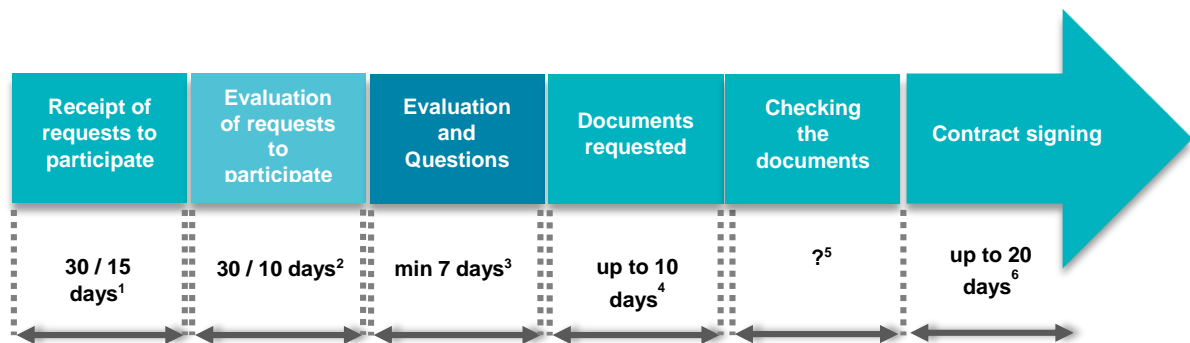 Receipt of
requests to
participate
Evaluation
of requests
to
participate
Evaluation
and
Questions
Documents
requested
Checking
the
documents
Contract signing
30 / 15
days¹
30 / 10 days²
min 7 days³
up to 10
days⁴
?⁵
up to 20
days⁶